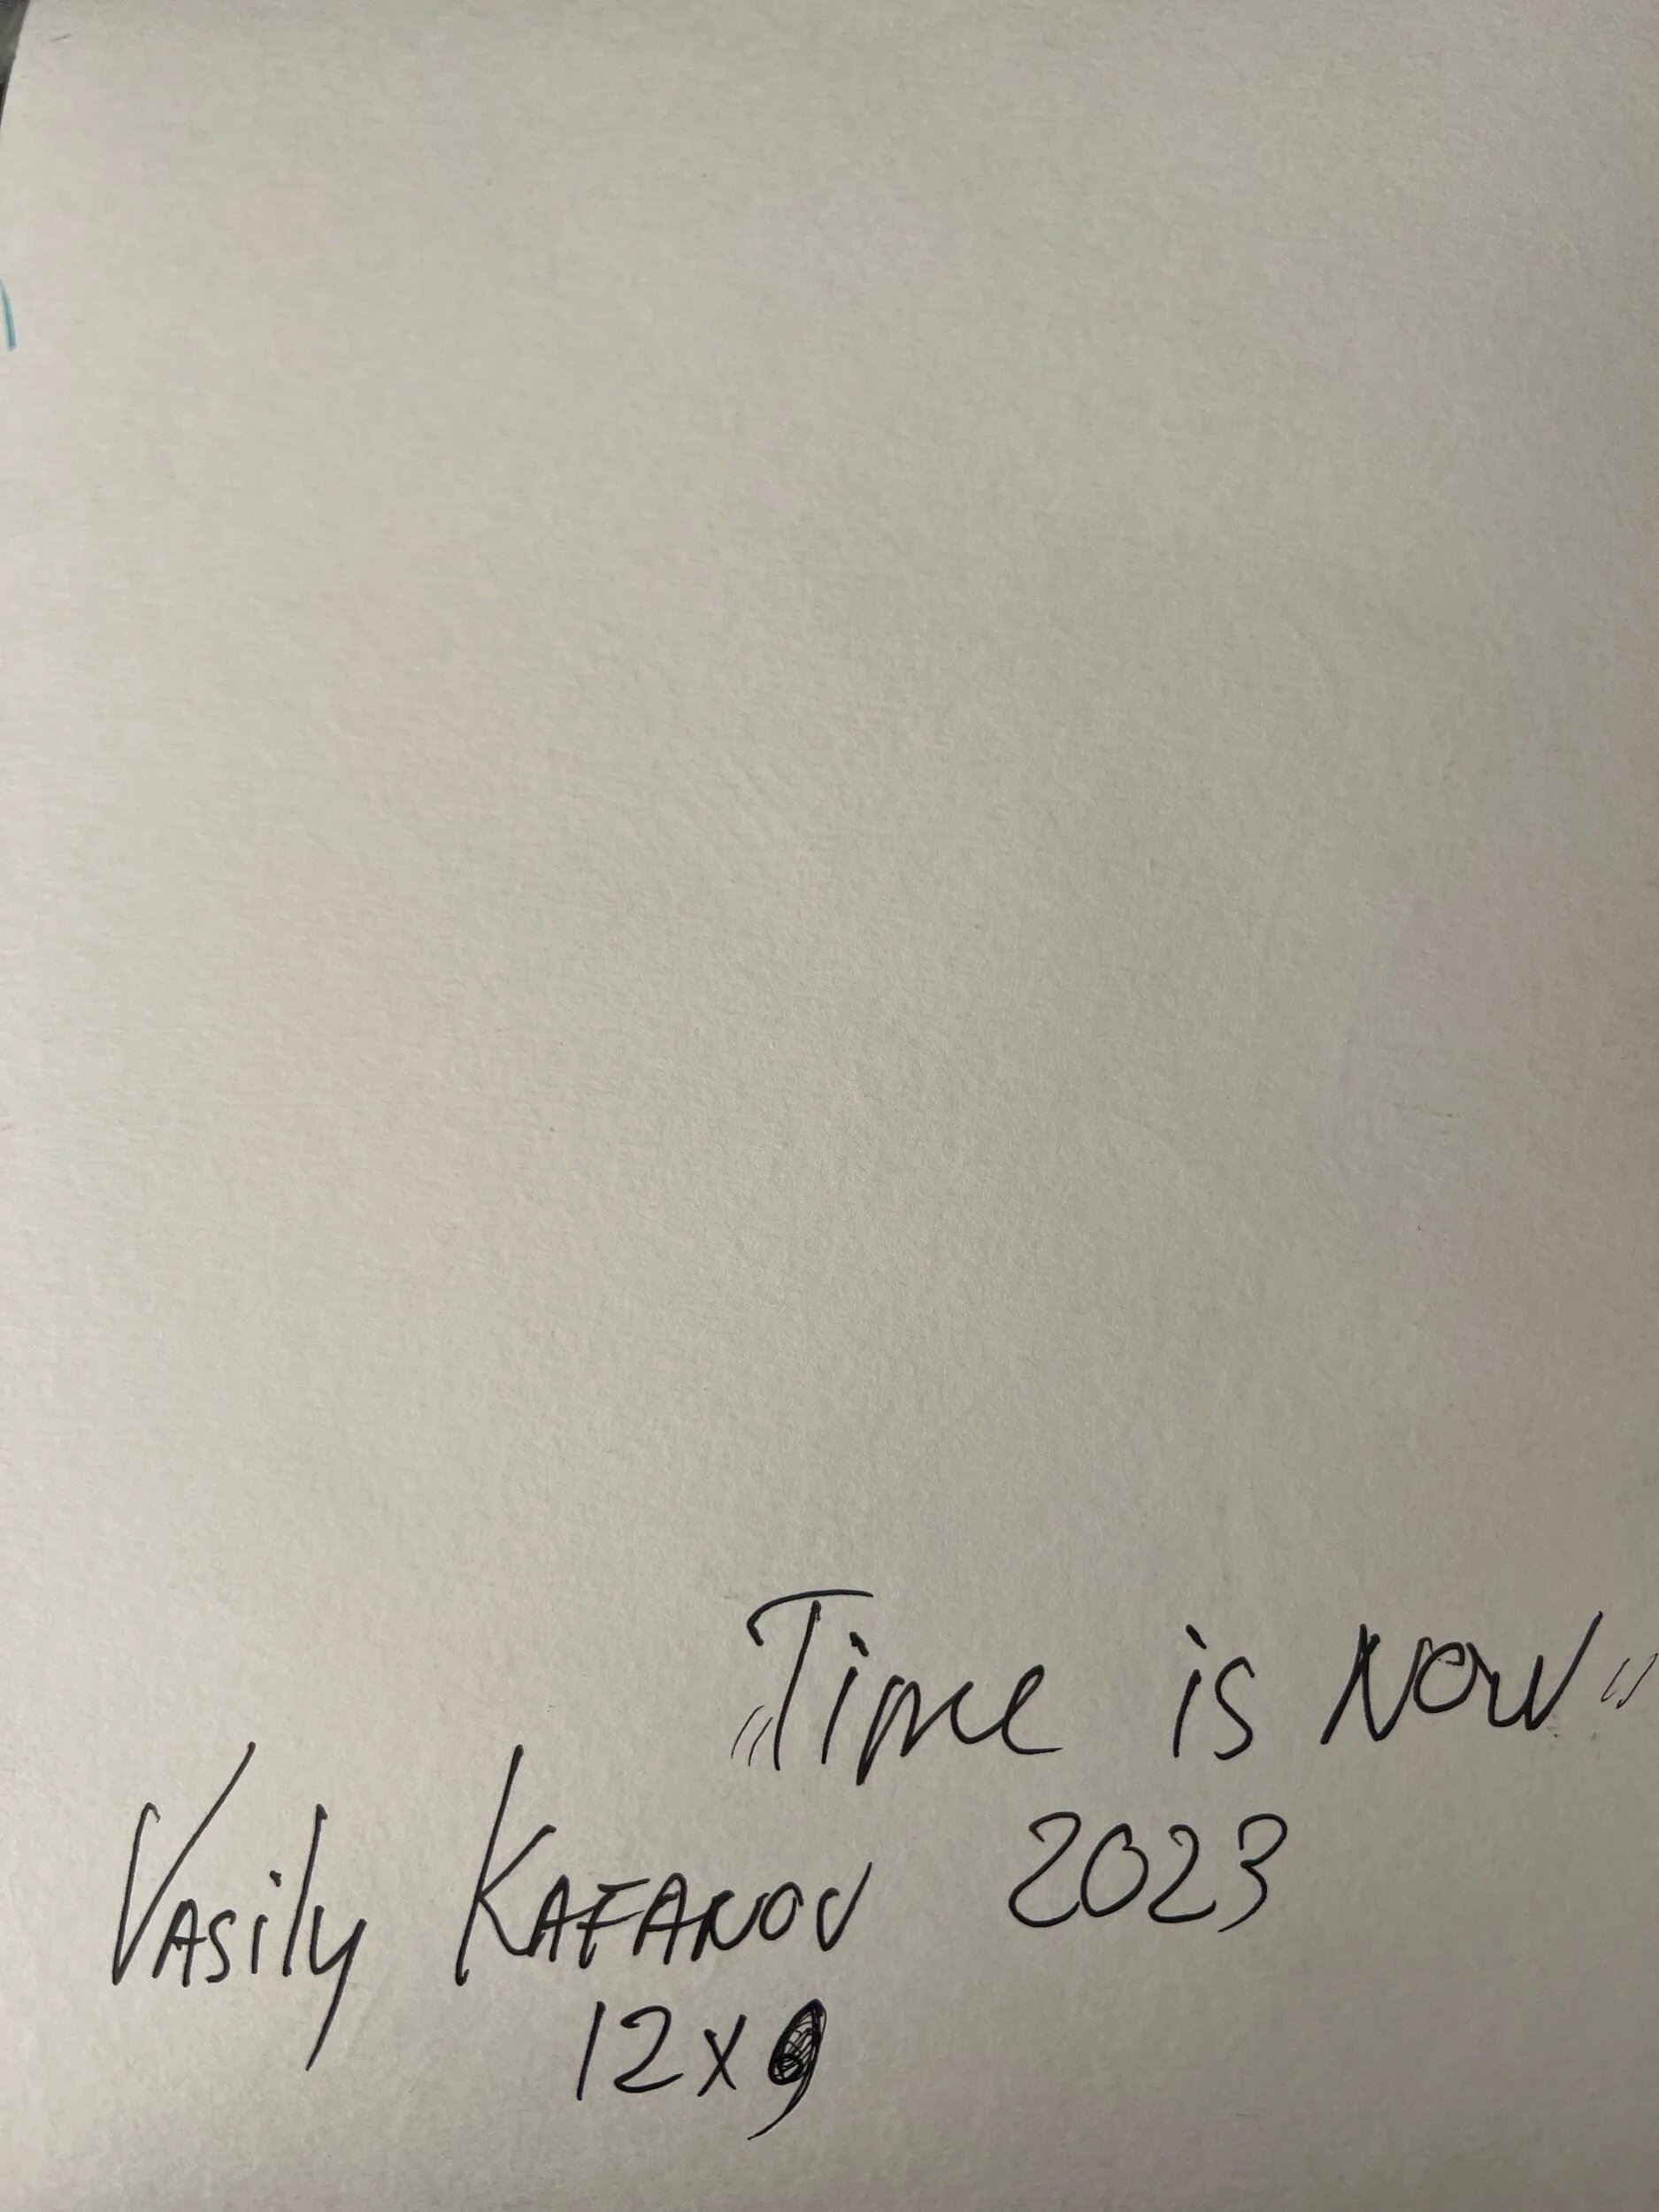 „Time is Now"
Vasily KAFANOV 2023
12x9